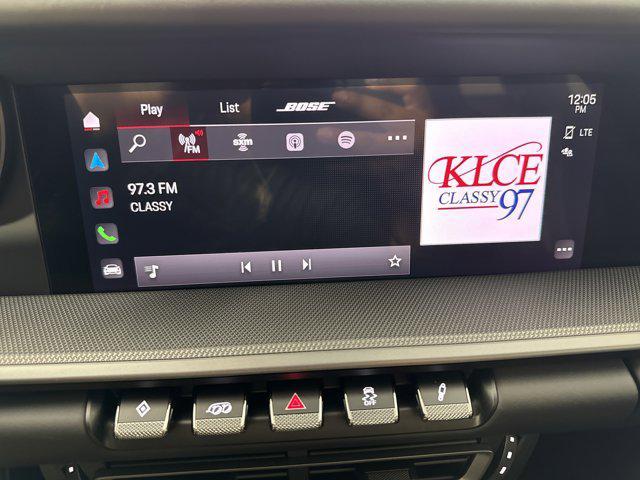 Play List BOSE 12:05
PM
FM sxm LTE
97.3 FM
CLASSY
KLCE
CLASSY 97
OFF